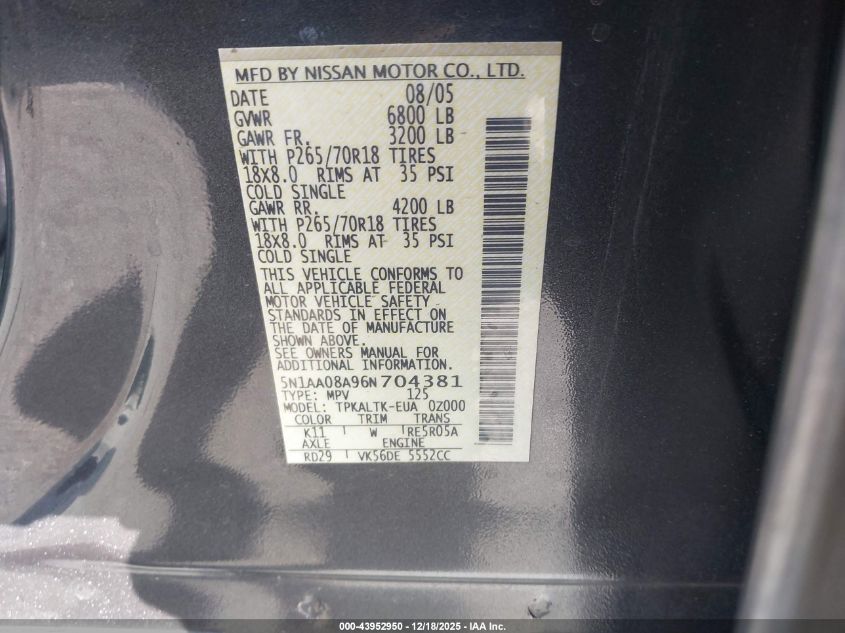 MFD BY NISSAN MOTOR CO., LTD.
DATE 08/05
GVWR 6800 LB
GAWR FR. 3200 LB
WITH P265/70R18 TIRES
18X8.0 RIMS AT 35 PSI
COLD SINGLE
GAWR RR. 4200 LB
WITH P265/70R18 TIRES
18X8.0 RIMS AT 35 PSI
COLD SINGLE
THIS VEHICLE CONFORMS TO
ALL APPLICABLE FEDERAL
MOTOR VEHICLE SAFETY
STANDARDS IN EFFECT ON
THE DATE OF MANUFACTURE
SHOWN ABOVE.
SEE OWNERS MANUAL FOR
ADDITIONAL INFORMATION.
5N1AA08A96N704381
TYPE: MPV 125
MODEL: TPKALTK-EUA 0Z000
COLOR TRIM TRANS
K11 W RE5R05A
AXLE ENGINE
RD29 VK56DE 5552CC
000-43952950 - 12/18/2025 - IAA Inc.